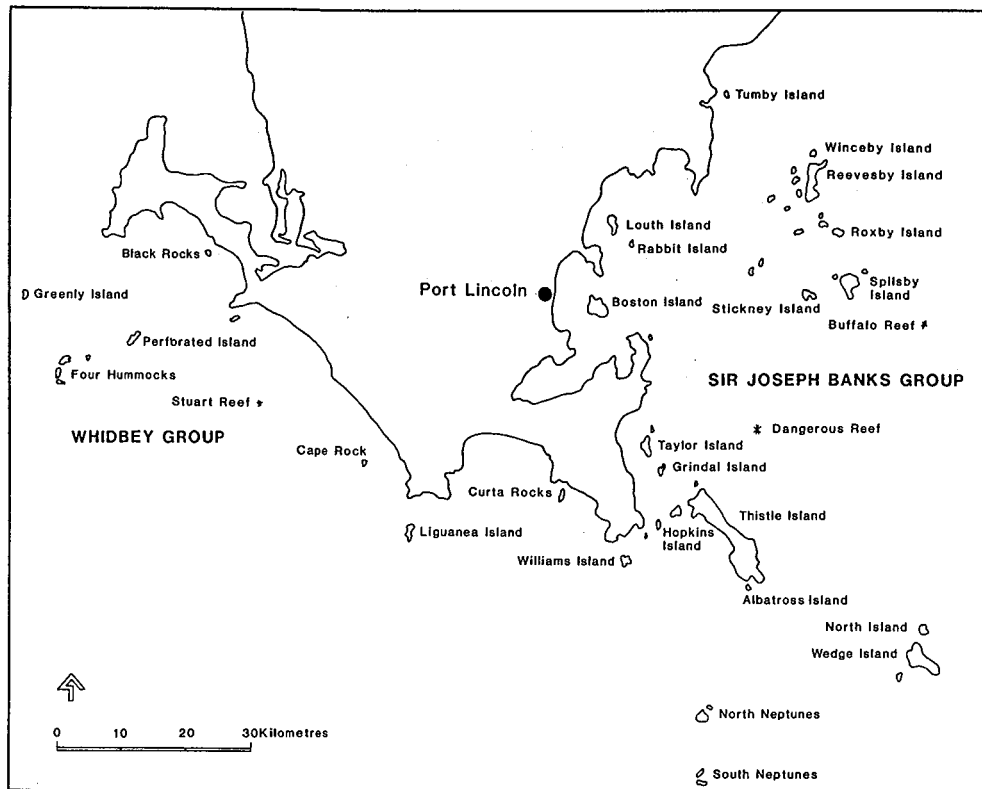 Tumby Island
Winceby Island
Reevesby Island
Louth Island
Rabbit Island
Roxby Island
Black Rocks
Greenly Island
Port Lincoln
Boston Island
Stickney Island
Spilsby
Island
Buffalo Reef
Perforated Island
Four Hummocks
SIR JOSEPH BANKS GROUP
Stuart Reef
WHIDBEY GROUP
Dangerous Reef
Taylor Island
Cape Rock
Grindal Island
Curta Rocks
Thistle Island
Liguanea Island
Hopkins
Island
Williams Island
Albatross Island
North Island
Wedge Island
North Neptunes
0 10 20 30Kilometres
South Neptunes